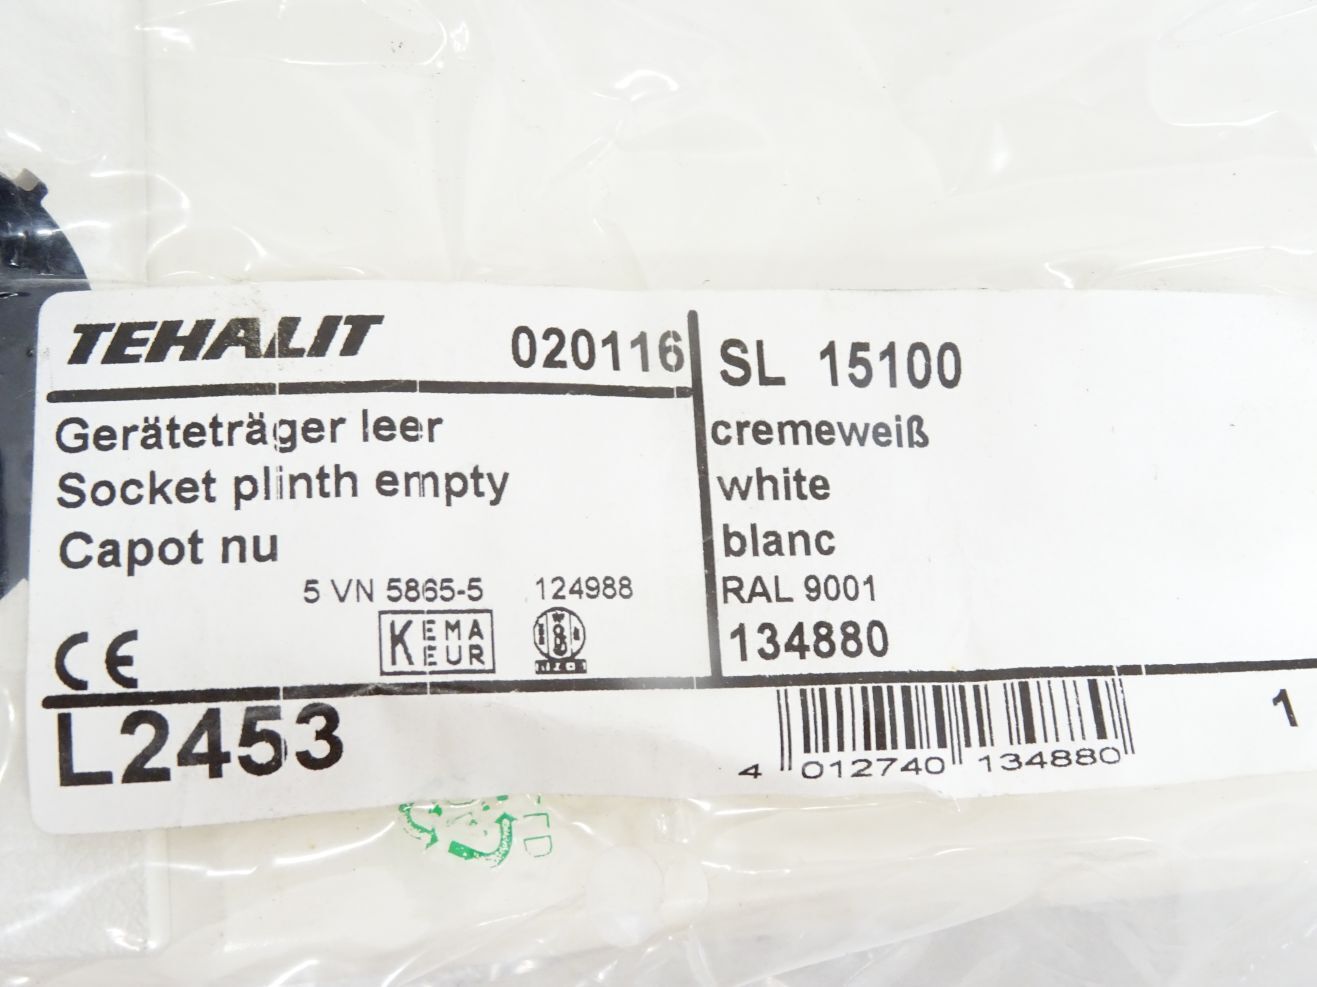 TEHALIT 020116
Geräteträger leer
Socket plinth empty
Capot nu
5 VN 5865-5 124988
KEMA
EUR
CE
L2453
SL 15100
cremeweiß
white
blanc
RAL 9001
134880
4 012740 134880
1